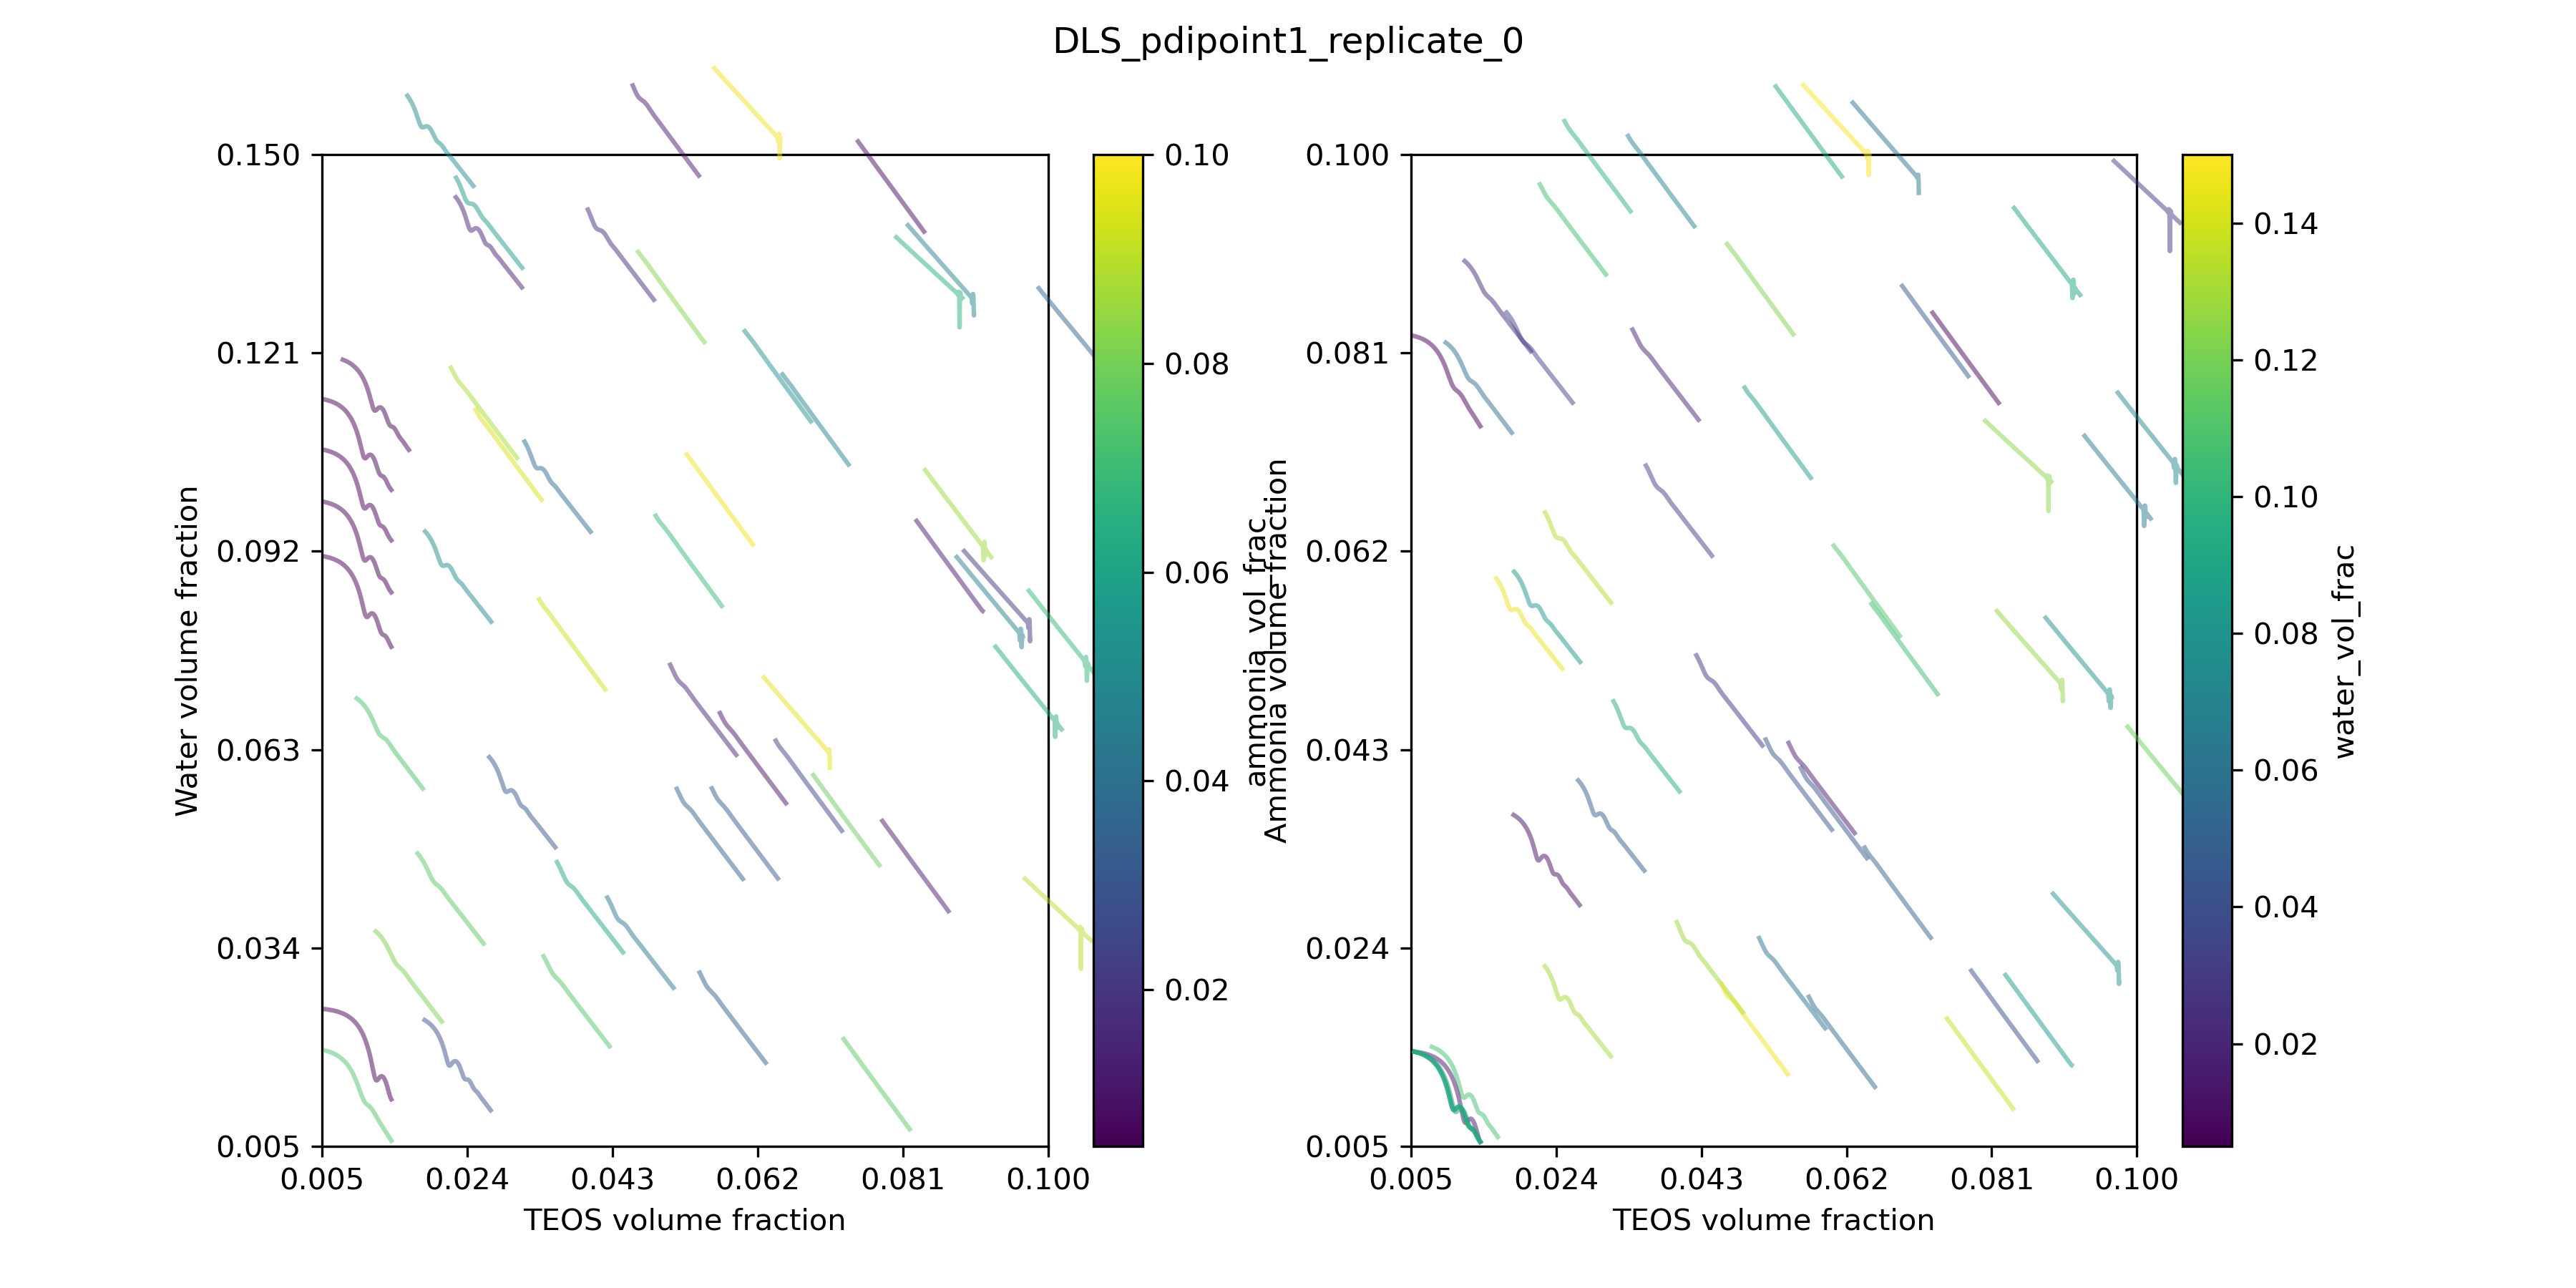 DLS_pdipoint1_replicate_0
0.150
0.121
0.092
0.063
0.034
0.005
Water volume fraction
0.005 0.024 0.043 0.062 0.081 0.100
TEOS volume fraction
0.10
0.08
0.06
0.04
0.02
ammonia_vol_frac
Ammonia volume fraction
0.100
0.081
0.062
0.043
0.024
0.005
0.005 0.024 0.043 0.062 0.081 0.100
TEOS volume fraction
0.14
0.12
0.10
0.08
0.06
0.04
0.02
water_vol_frac